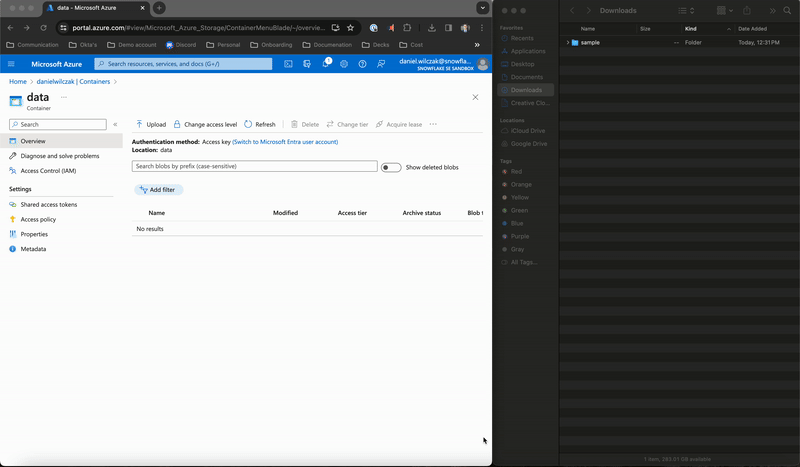 data - Microsoft Azure
portal.azure.com/#view/Microsoft_Azure_Storage/ContainerMenuBlade/~/overview...
Communication
Okta's
Demo account
Discord
Personal
Onboarding
Documentation
Decks
Cost
Microsoft Azure
Search resources, services, and docs (G+/)
1
daniel.wilczak@snowfla...
SNOWFLAKE SE SANDBOX
Home > danielwilczak | Containers >
data
Container
Search
Overview
Diagnose and solve problems
Access Control (IAM)
Settings
Shared access tokens
Access policy
Properties
Metadata
Upload
Change access level
Refresh
Delete
Change tier
Acquire lease
Authentication method: Access key (Switch to Microsoft Entra user account)
Location: data
Search blobs by prefix (case-sensitive)
Show deleted blobs
Add filter
Name
Modified
Access tier
Archive status
Blob t
No results
Favorites
Recents
Applications
Desktop
Documents
Downloads
Creative Clo...
Locations
iCloud Drive
Google Drive
Tags
Red
Orange
Yellow
Green
Blue
Purple
Gray
All Tags...
Downloads
Name
Size
Kind
Date Added
sample
--
Folder
Today, 12:31 PM